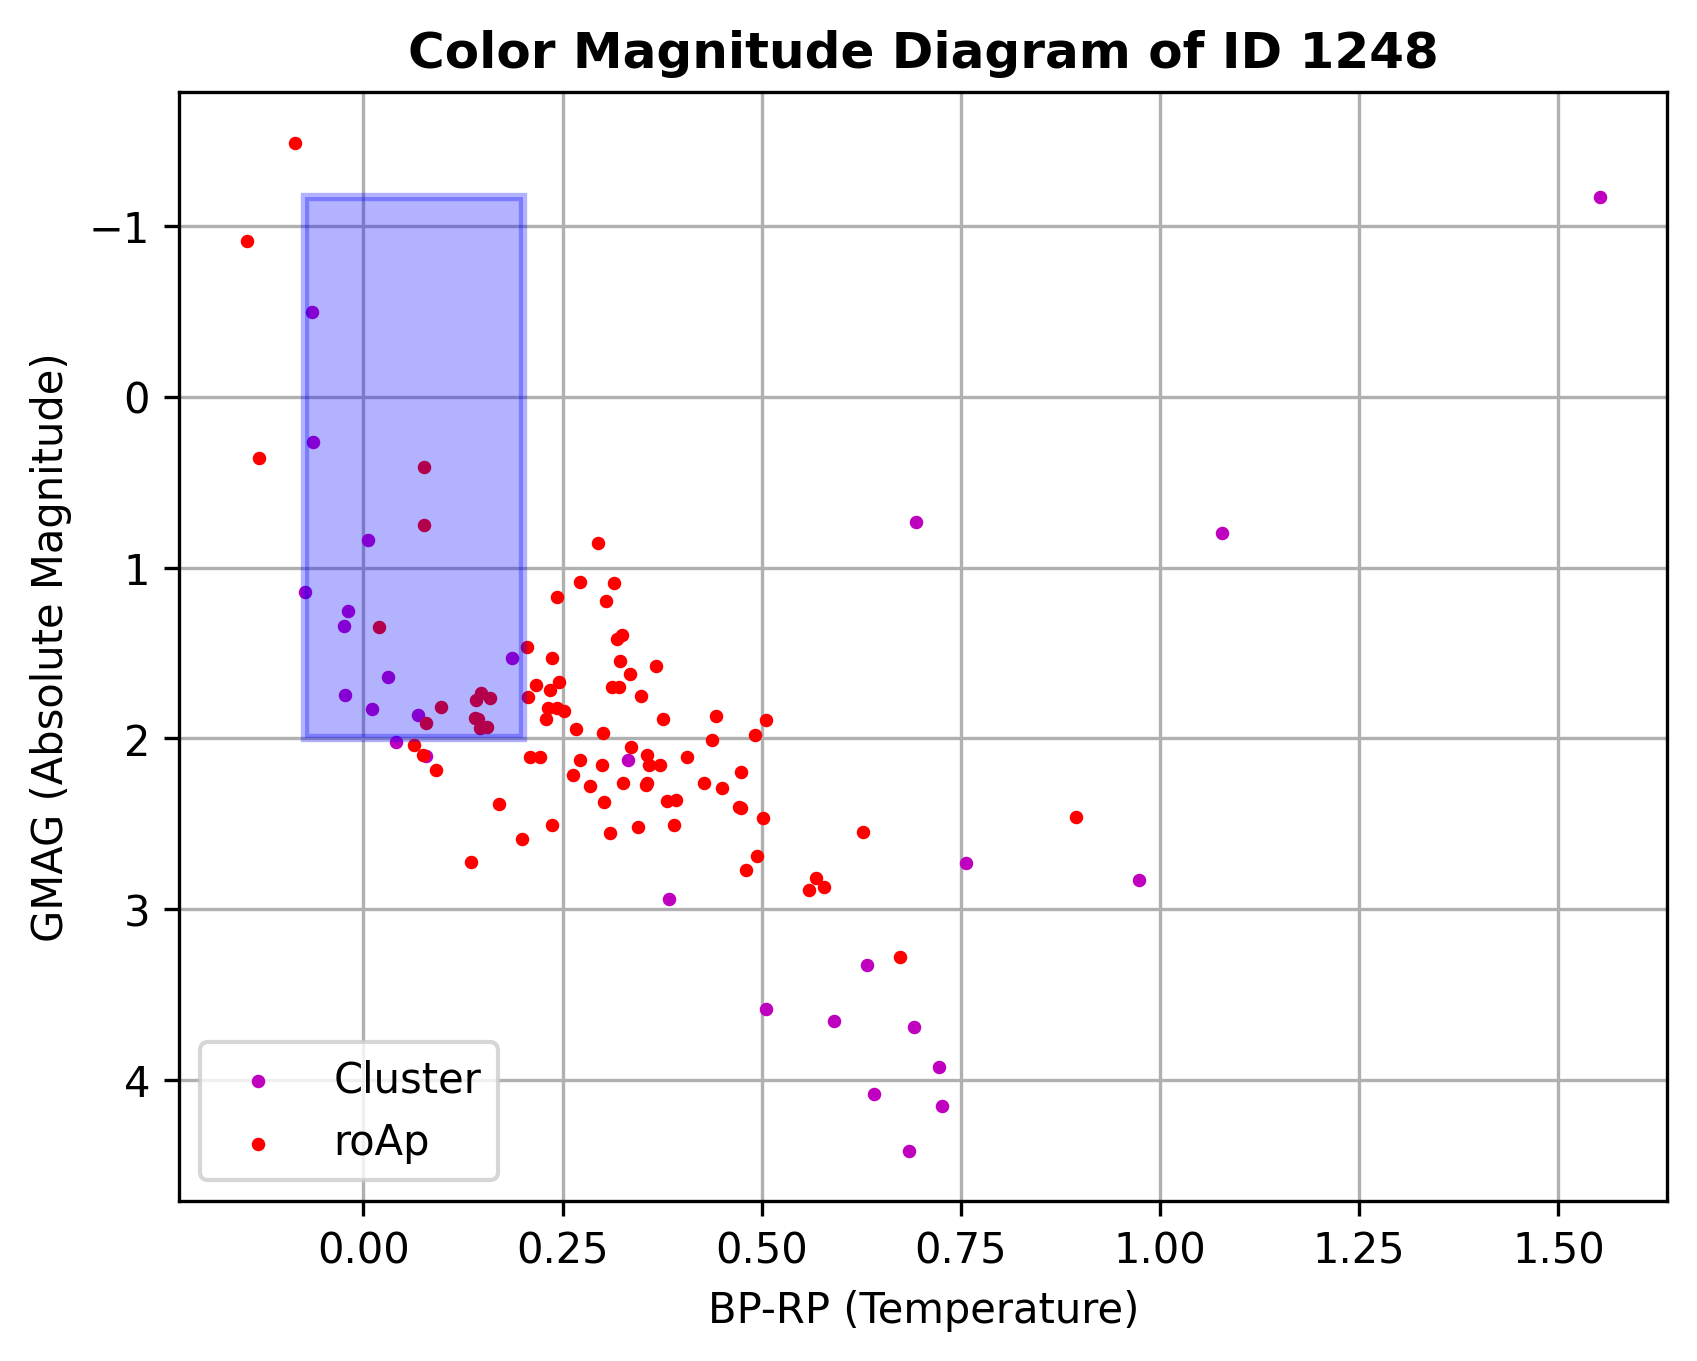 Color Magnitude Diagram of ID 1248
GMAG (Absolute Magnitude)
−1
0
1
2
3
4
Cluster
roAp
0.00 0.25 0.50 0.75 1.00 1.25 1.50
BP-RP (Temperature)